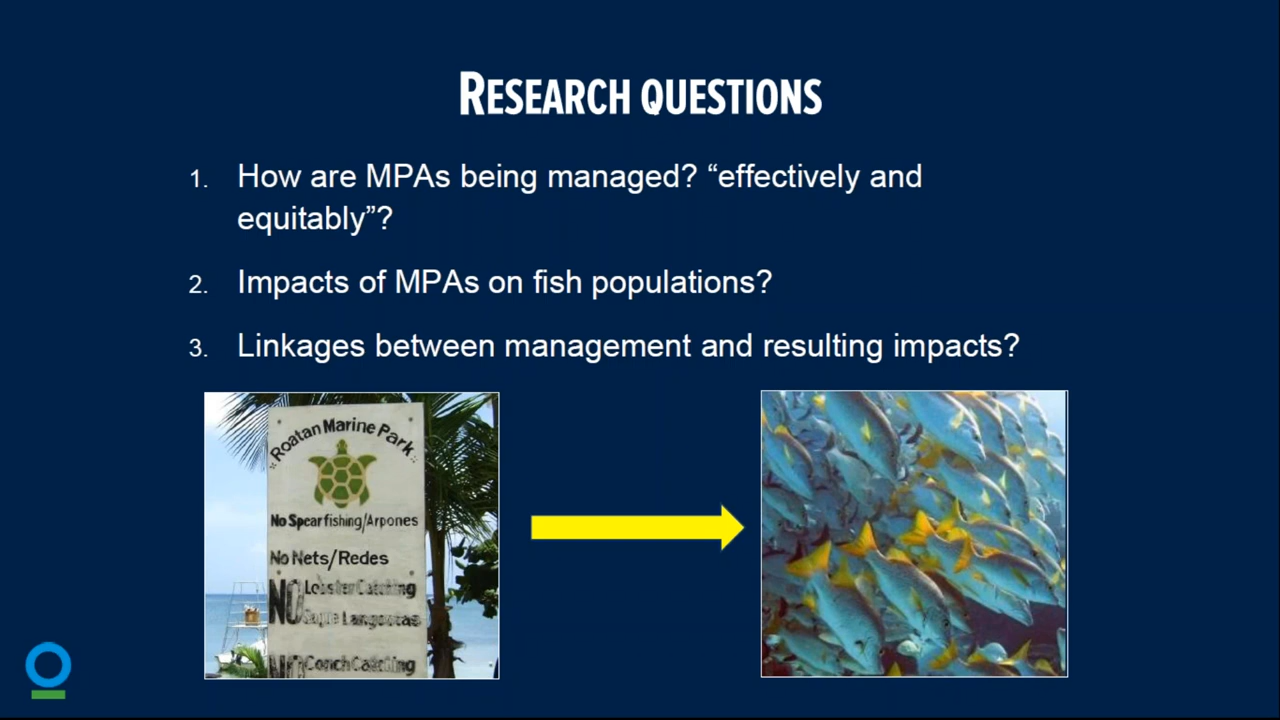 RESEARCH QUESTIONS
1. How are MPAs being managed? “effectively and
equitably”?
2. Impacts of MPAs on fish populations?
3. Linkages between management and resulting impacts?
Roatan Marine Park
No Spearfishing/Arpones
No Nets/Redes
NO Lobster Catching
Langostas
NO Conch Catching